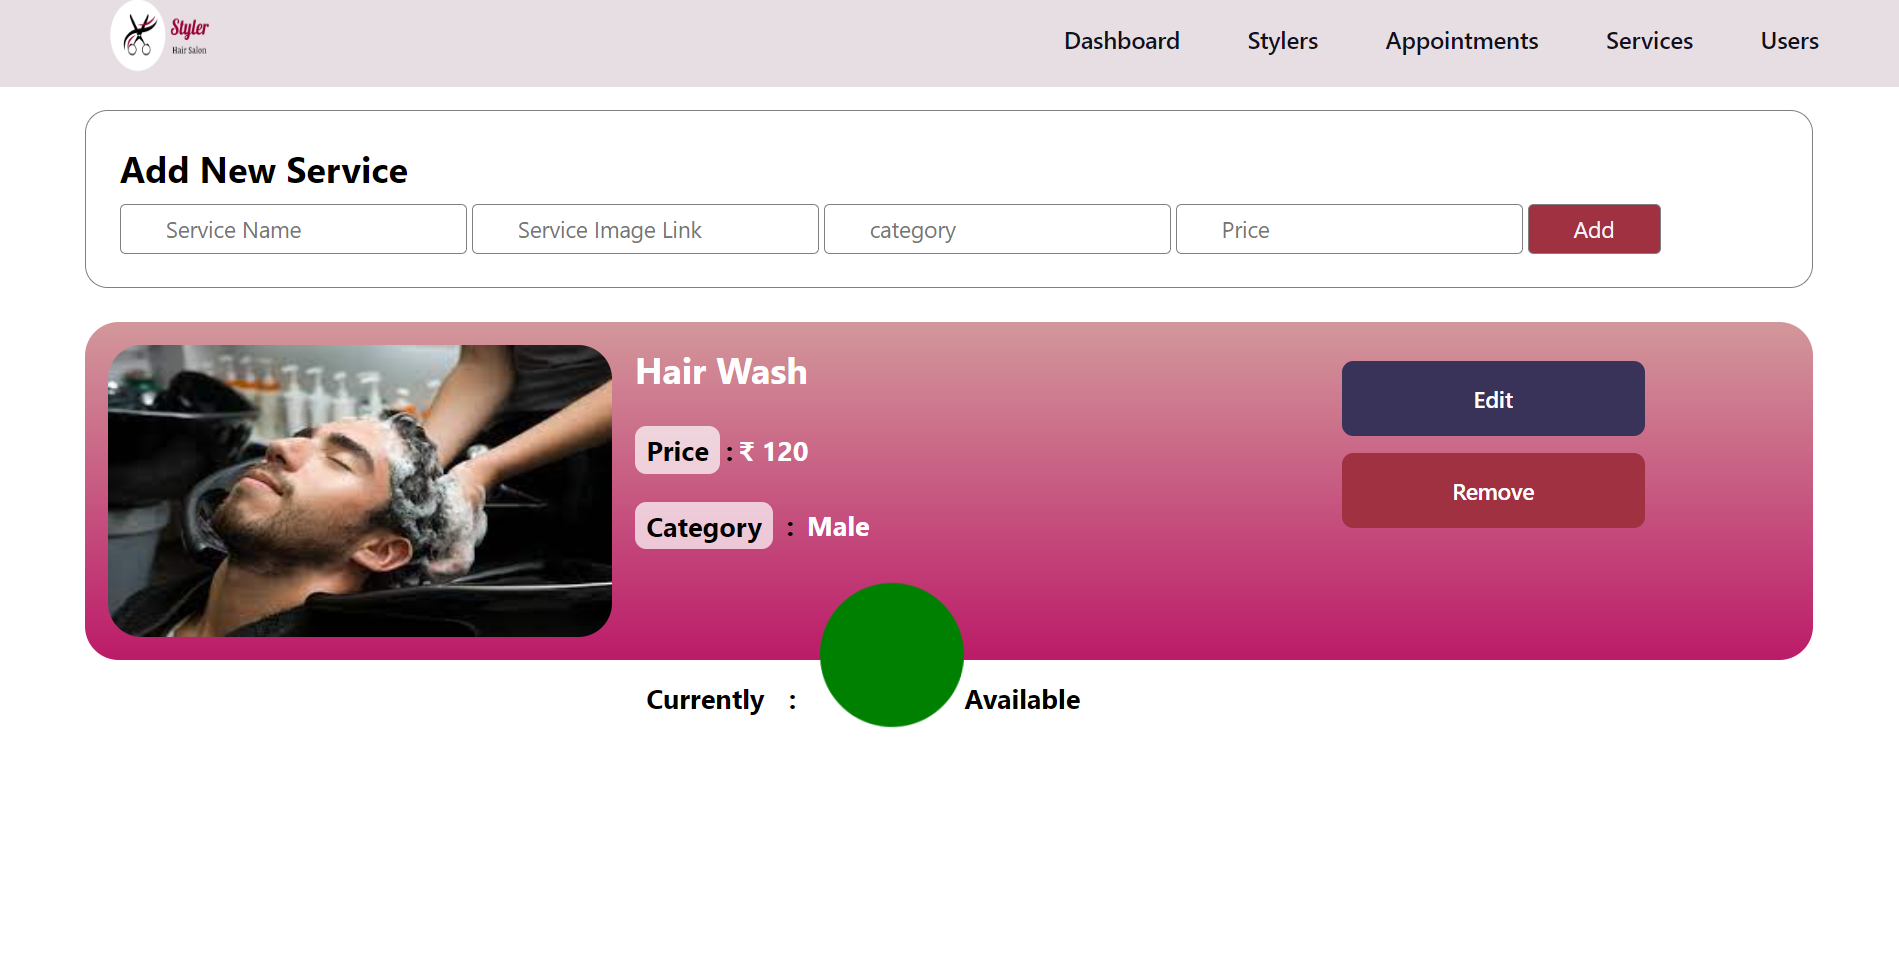 Styler
Hair Salon
Dashboard Stylers Appointments Services Users
Add New Service
Service Name Service Image Link category Price Add
Hair Wash
Price : ₹ 120
Category : Male
Currently : Available
Edit
Remove